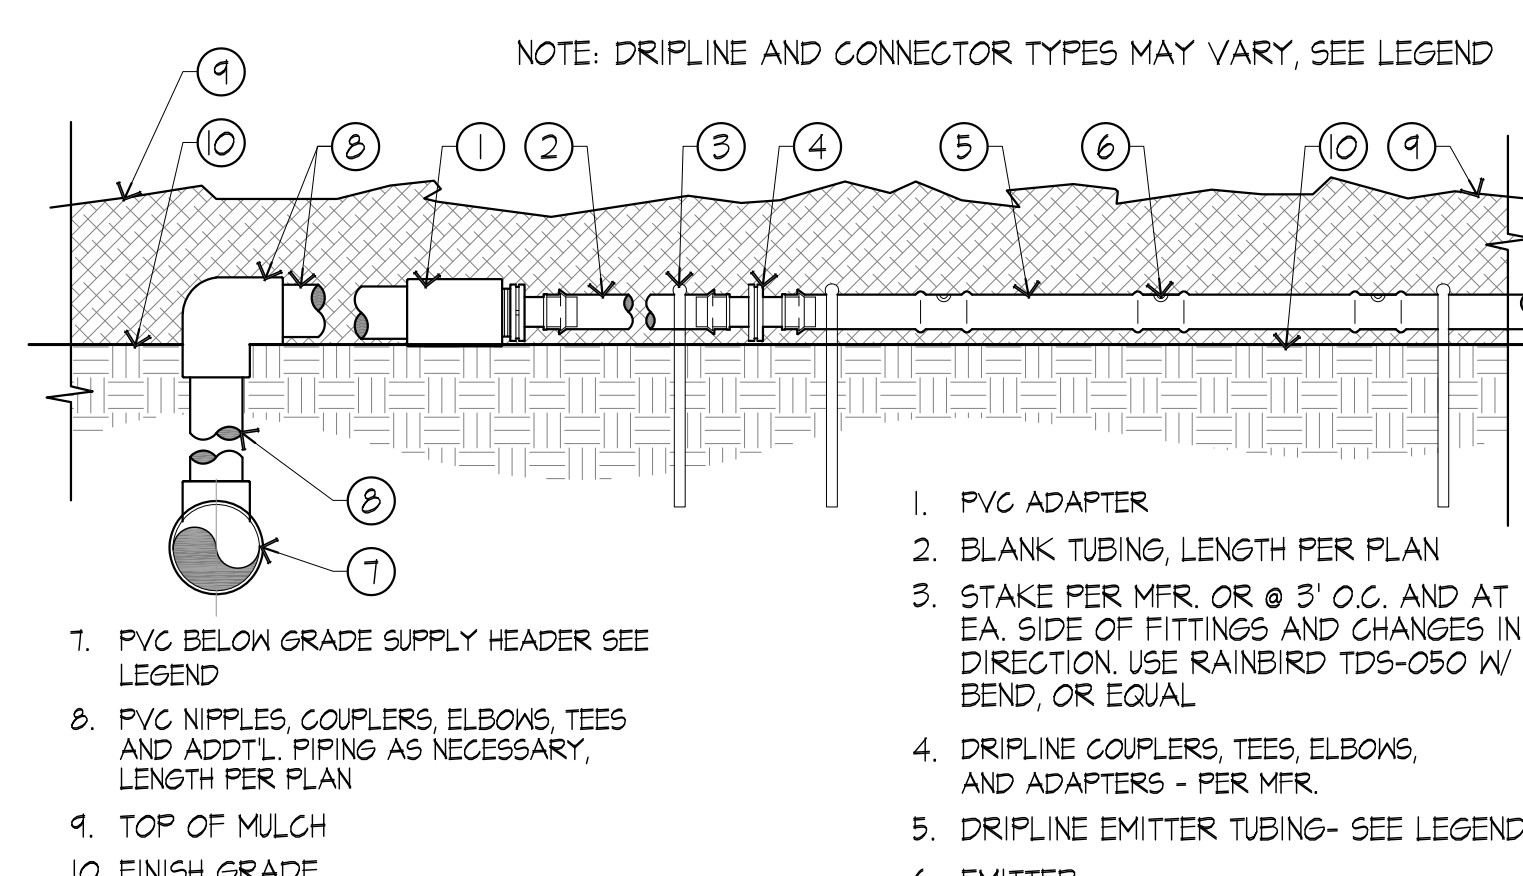 NOTE: DRIPLINE AND CONNECTOR TYPES MAY VARY, SEE LEGEND
9
10
8
1
2
3
4
5
6
10
9
8
7
1. PVC ADAPTER
2. BLANK TUBING, LENGTH PER PLAN
3. STAKE PER MFR. OR @ 3' O.C. AND AT
EA. SIDE OF FITTINGS AND CHANGES IN
DIRECTION. USE RAINBIRD TDS-050 W/
BEND, OR EQUAL
4. DRIPLINE COUPLERS, TEES, ELBOWS,
AND ADAPTERS - PER MFR.
5. DRIPLINE EMITTER TUBING- SEE LEGEND
6. EMITTER
7. PVC BELOW GRADE SUPPLY HEADER SEE
LEGEND
8. PVC NIPPLES, COUPLERS, ELBOWS, TEES
AND ADDT'L. PIPING AS NECESSARY,
LENGTH PER PLAN
9. TOP OF MULCH
10 FINISH GRADE